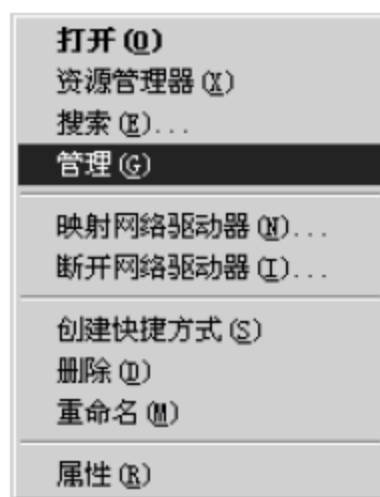 打开(O)
资源管理器(X)
搜索(E)...
管理(G)
映射网络驱动器(N)...
断开网络驱动器(I)...
创建快捷方式(S)
删除(D)
重命名(M)
属性(R)